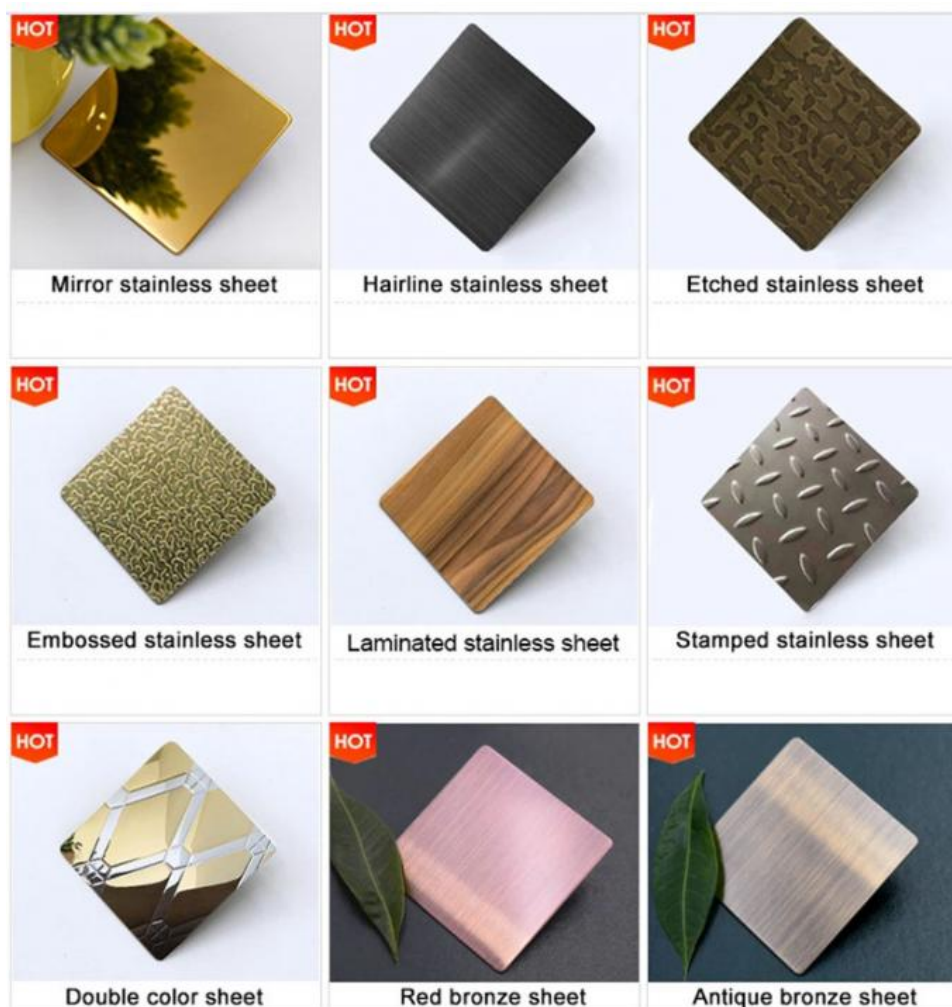 HOT
HOT
HOT
Mirror stainless sheet
Hairline stainless sheet
Etched stainless sheet
HOT
HOT
HOT
Embossed stainless sheet
Laminated stainless sheet
Stamped stainless sheet
HOT
HOT
HOT
Double color sheet
Red bronze sheet
Antique bronze sheet